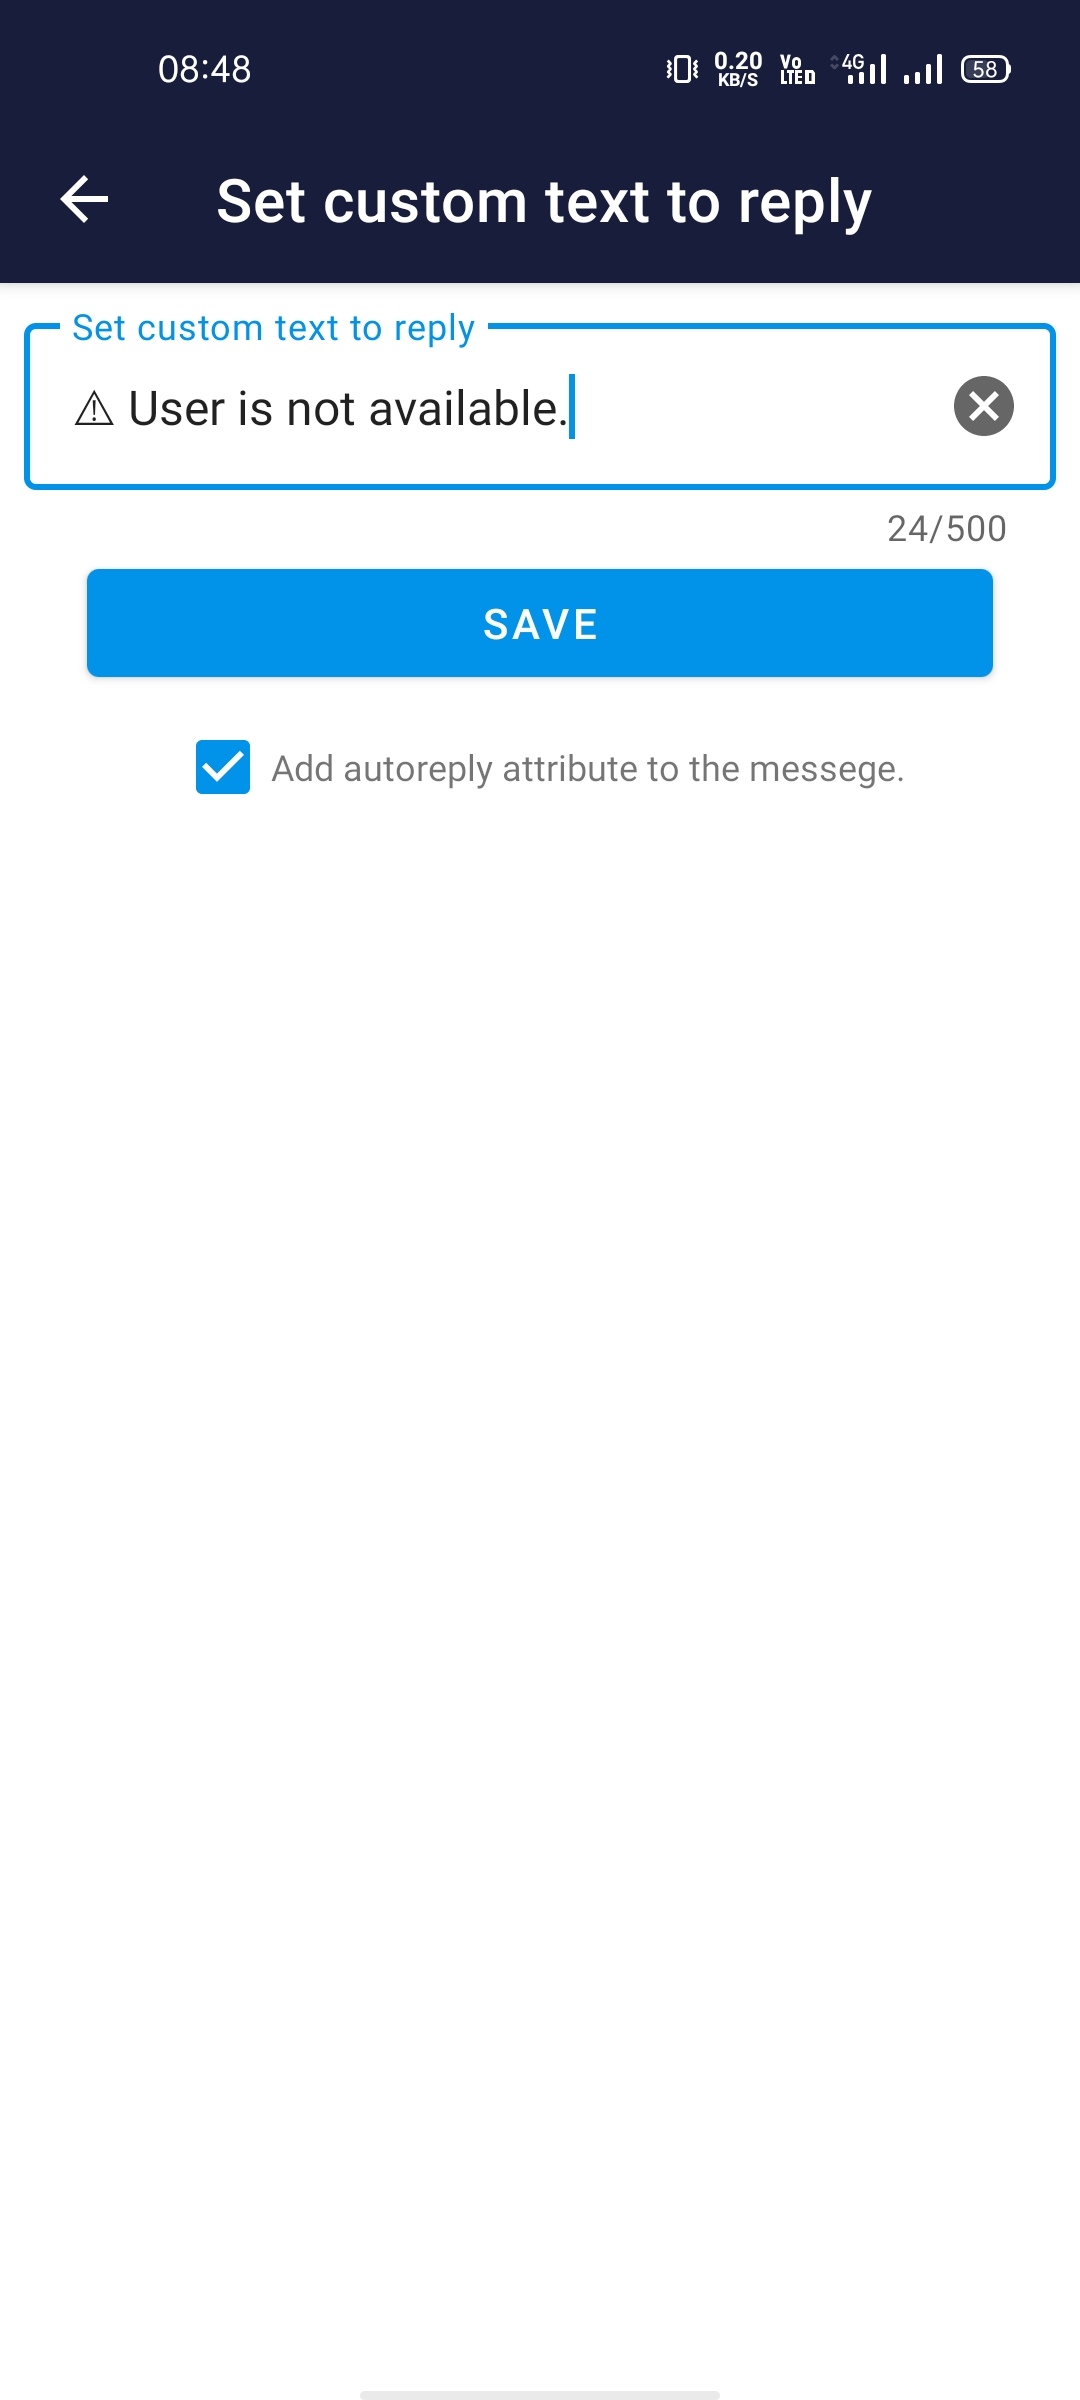 08:48
0.20 KB/S Vo LTE 4G 58
Set custom text to reply
Set custom text to reply
⚠ User is not available.
24/500
SAVE
Add autoreply attribute to the messege.